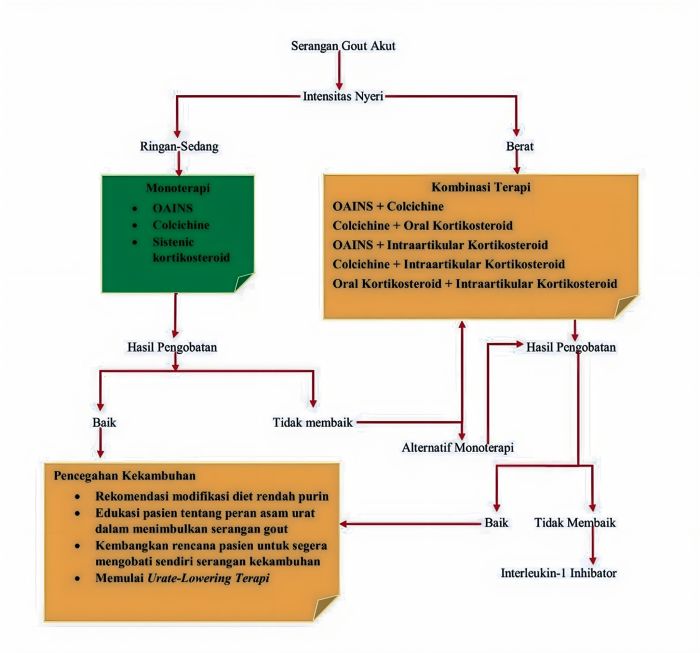 Serangan Gout Akut
Intensitas Nyeri
Ringan-Sedang
Berat
Monoterapi
• OAINS
• Colcichine
• Sistenic
kortikosteroid
Kombinasi Terapi
OAINS + Colcichine
Colcichine + Oral Kortikosteroid
OAINS + Intraartikular Kortikosteroid
Colcichine + Intraartikular Kortikosteroid
Oral Kortikosteroid + Intraartikular Kortikosteroid
Hasil Pengobatan
Hasil Pengobatan
Baik
Tidak membaik
Alternatif Monoterapi
Pencegahan Kekambuhan
• Rekomendasi modifikasi diet rendah purin
• Edukasi pasien tentang peran asam urat
dalam menimbulkan serangan gout
• Kembangkan rencana pasien untuk segera
mengobati sendiri serangan kekambuhan
• Memulai Urate-Lowering Terapi
Baik
Tidak Membaik
Interleukin-1 Inhibator